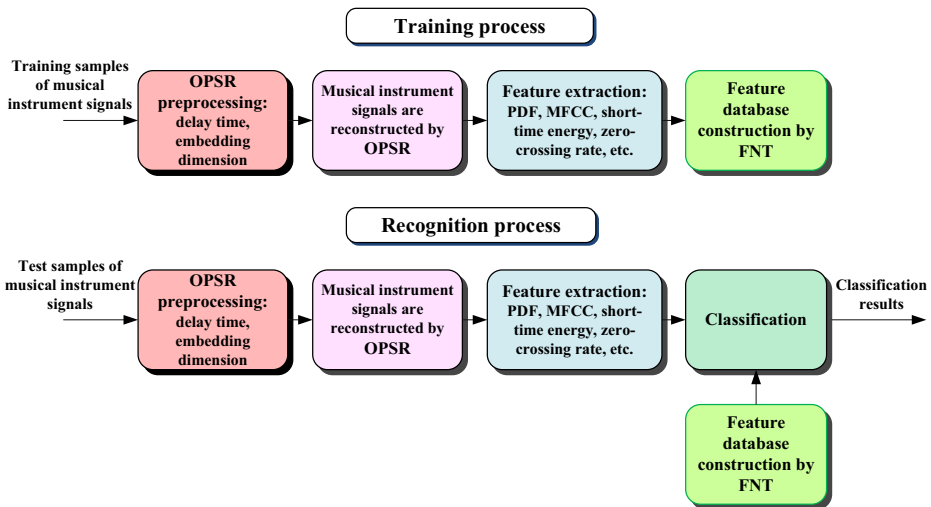 Training process
Training samples
of musical
instrument signals
OPSR
preprocessing:
delay time,
embedding
dimension
Musical instrument
signals are
reconstructed by
OPSR
Feature extraction:
PDF, MFCC, short-
time energy, zero-
crossing rate, etc.
Feature
database
construction by
FNT
Recognition process
Test samples of
musical instrument
signals
OPSR
preprocessing:
delay time,
embedding
dimension
Musical instrument
signals are
reconstructed by
OPSR
Feature extraction:
PDF, MFCC, short-
time energy, zero-
crossing rate, etc.
Classification
Classification
results
Feature
database
construction by
FNT